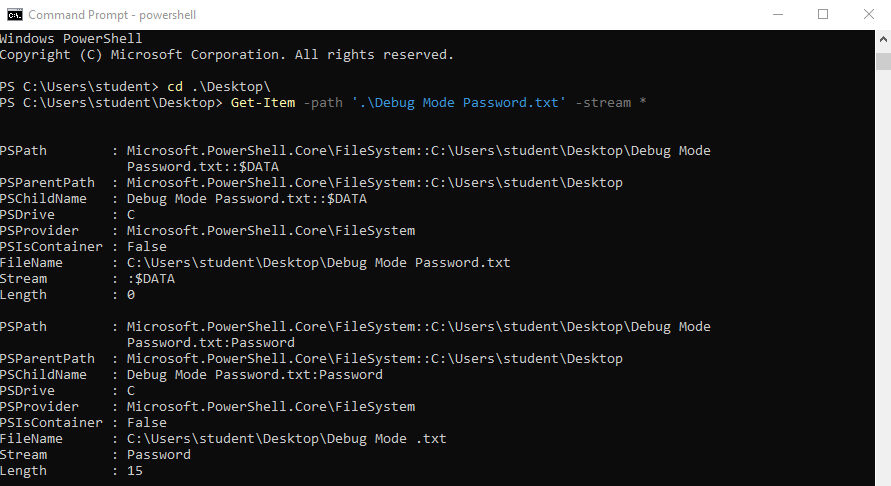 Command Prompt - powershell
Windows PowerShell
Copyright (C) Microsoft Corporation. All rights reserved.
PS C:\Users\student> cd .\Desktop\
PS C:\Users\student\Desktop> Get-Item -path '.\Debug Mode Password.txt' -stream *
PSPath        : Microsoft.PowerShell.Core\FileSystem::C:\Users\student\Desktop\Debug Mode
                Password.txt::$DATA
PSParentPath  : Microsoft.PowerShell.Core\FileSystem::C:\Users\student\Desktop
PSChildName   : Debug Mode Password.txt::$DATA
PSDrive       : C
PSProvider    : Microsoft.PowerShell.Core\FileSystem
PSIsContainer : False
FileName      : C:\Users\student\Desktop\Debug Mode Password.txt
Stream        : :$DATA
Length        : 0
PSPath        : Microsoft.PowerShell.Core\FileSystem::C:\Users\student\Desktop\Debug Mode
                Password.txt:Password
PSParentPath  : Microsoft.PowerShell.Core\FileSystem::C:\Users\student\Desktop
PSChildName   : Debug Mode Password.txt:Password
PSDrive       : C
PSProvider    : Microsoft.PowerShell.Core\FileSystem
PSIsContainer : False
FileName      : C:\Users\student\Desktop\Debug Mode .txt
Stream        : Password
Length        : 15